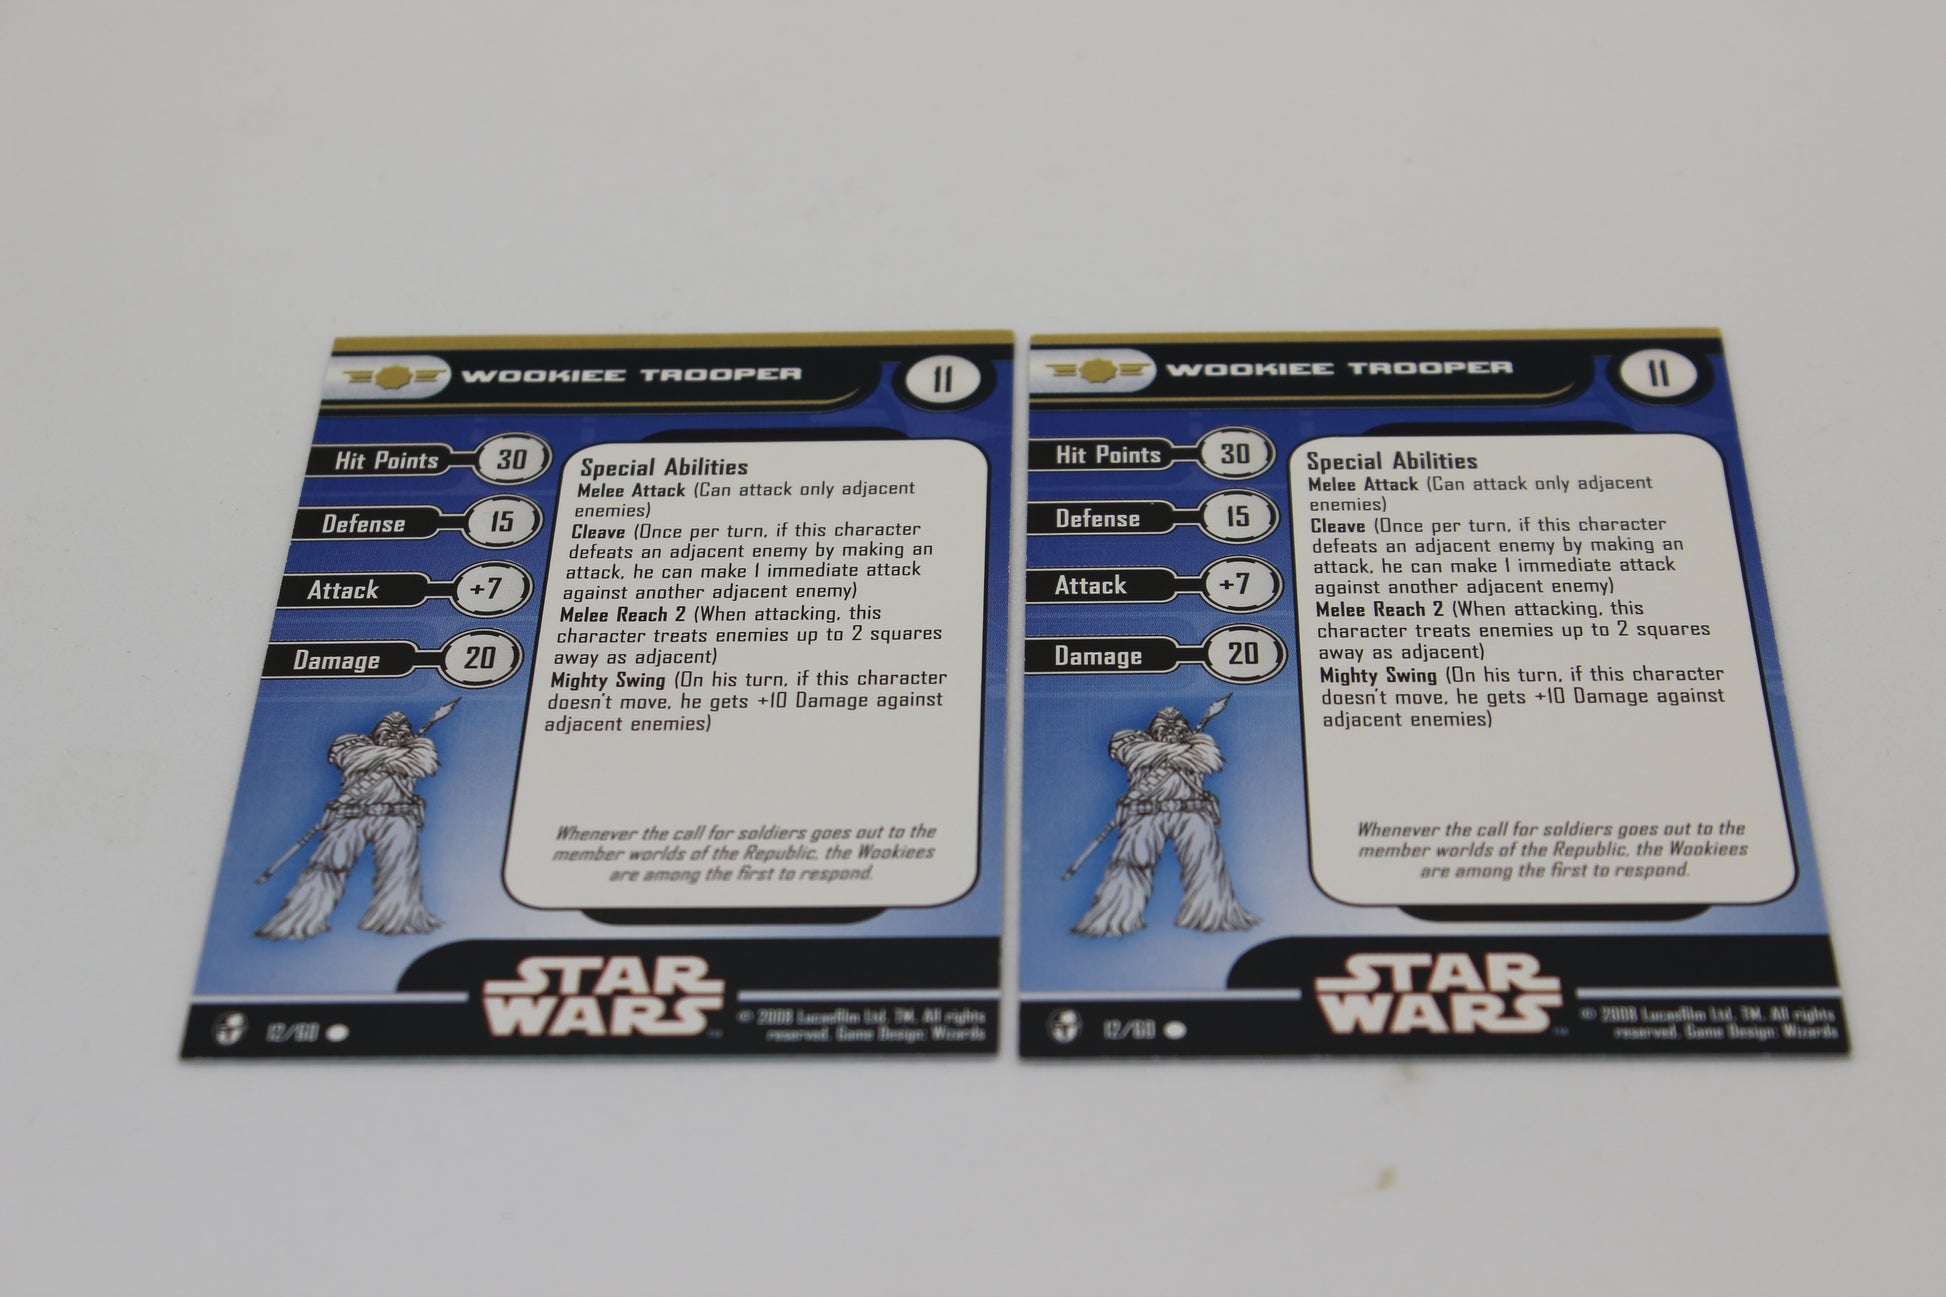 WOOKIEE TROOPER
11
Hit Points 30
Defense 15
Attack +7
Damage 20
Special Abilities
Melee Attack (Can attack only adjacent
enemies)
Cleave (Once per turn, if this character
defeats an adjacent enemy by making an
attack, he can make 1 immediate attack
against another adjacent enemy)
Melee Reach 2 (When attacking, this
character treats enemies up to 2 squares
away as adjacent)
Mighty Swing (On his turn, if this character
doesn't move, he gets +10 Damage against
adjacent enemies)
Whenever the call for soldiers goes out to the
member worlds of the Republic, the Wookiees
are among the first to respond.
12/60
STAR
WARS
TM
© 2008 Lucasfilm Ltd. TM. All rights
reserved. Game Design: Wizards
WOOKIEE TROOPER
11
Hit Points 30
Defense 15
Attack +7
Damage 20
Special Abilities
Melee Attack (Can attack only adjacent
enemies)
Cleave (Once per turn, if this character
defeats an adjacent enemy by making an
attack, he can make 1 immediate attack
against another adjacent enemy)
Melee Reach 2 (When attacking, this
character treats enemies up to 2 squares
away as adjacent)
Mighty Swing (On his turn, if this character
doesn't move, he gets +10 Damage against
adjacent enemies)
Whenever the call for soldiers goes out to the
member worlds of the Republic, the Wookiees
are among the first to respond.
12/60
STAR
WARS
TM
© 2008 Lucasfilm Ltd. TM. All rights
reserved. Game Design: Wizards